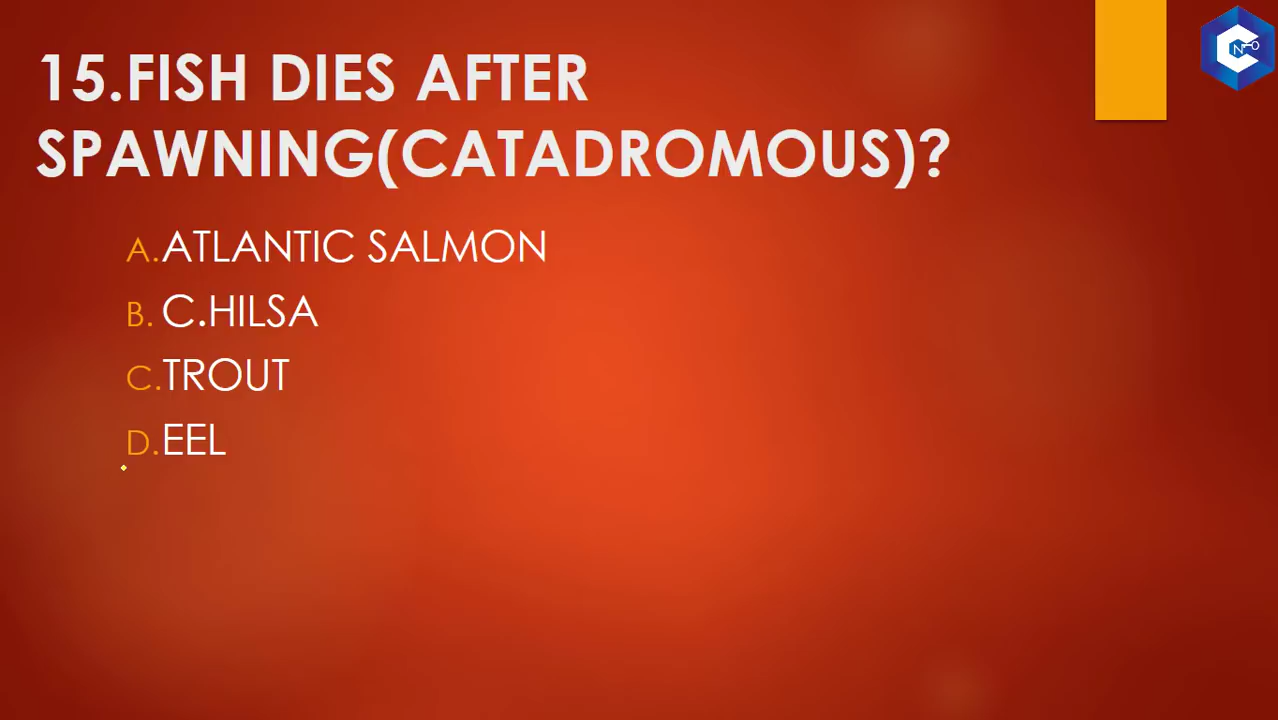 15.FISH DIES AFTER
SPAWNING(CATADROMOUS)?
A.ATLANTIC SALMON
B. C.HILSA
C.TROUT
D.EEL
C
N